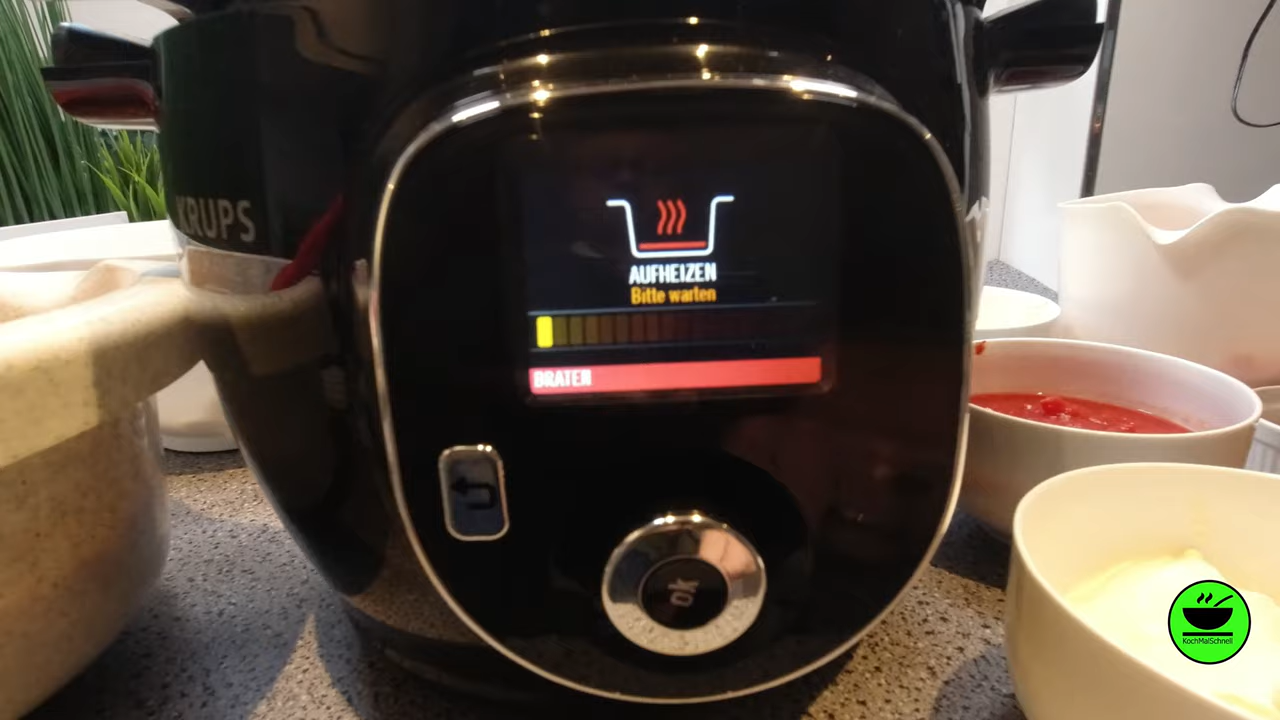 KRUPS
AUFHEIZEN
Bitte warten
BRATEN
ok
KochMalSchnell